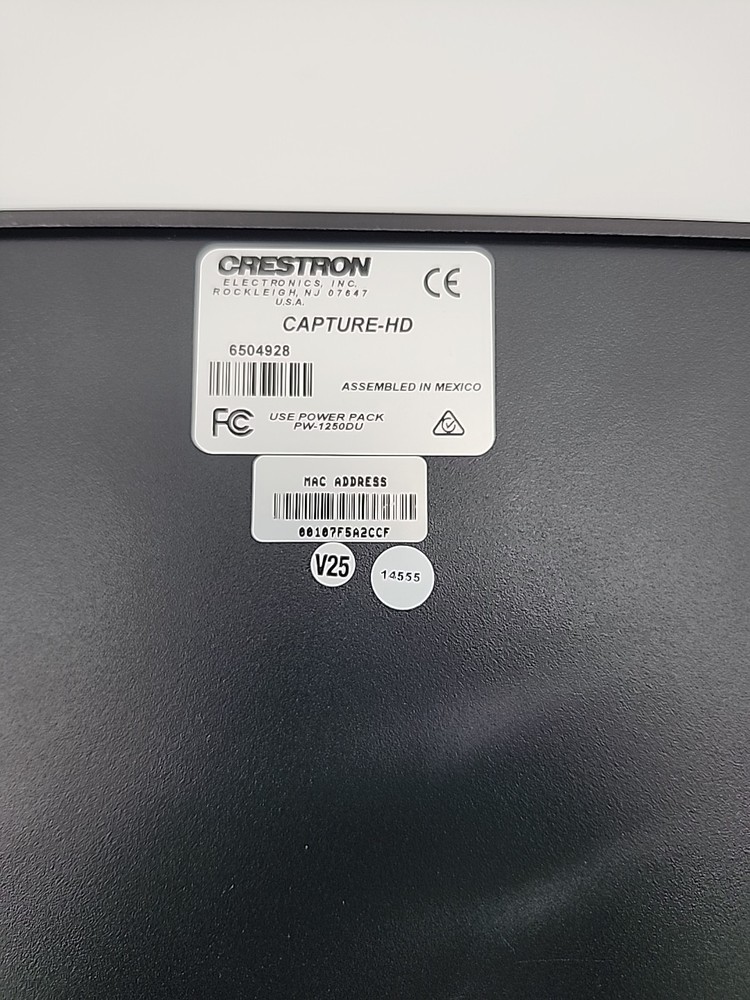 CRESTRON
ELECTRONICS, INC.
ROCKLEIGH, NJ 07647
U.S.A.
CE
CAPTURE-HD
6504928
ASSEMBLED IN MEXICO
FC
USE POWER PACK
PW-1250DU
MAC ADDRESS
00107F5A2CCF
V25
14555